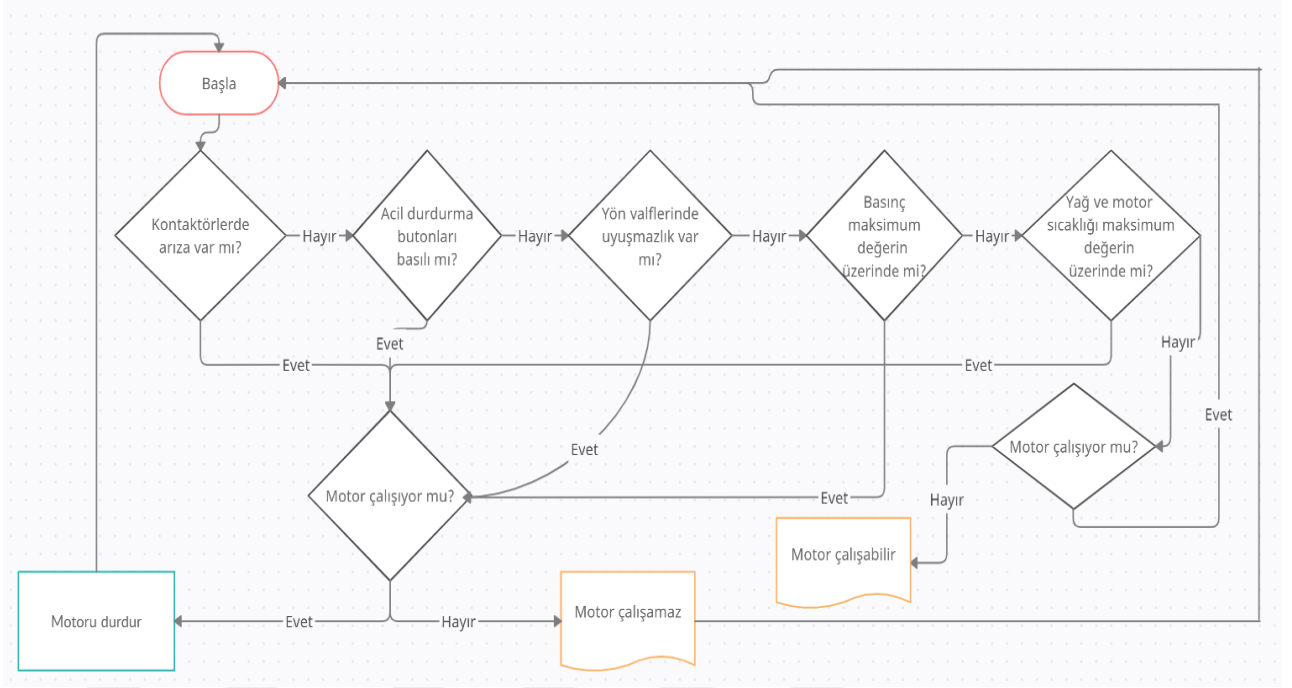 Başla
Kontaktörlerde
arıza var mı?
Hayır
Acil durdurma
butonları
basılı mı?
Hayır
Yön valflerinde
uyuşmazlık var
mı?
Hayır
Basınç
maksimum
değerin
üzerinde mi?
Hayır
Yağ ve motor
sıcaklığı maksimum
değerin
üzerinde mi?
Evet
Hayır
Evet
Evet
Evet
Evet
Motor çalışıyor mu?
Motor çalışıyor mu?
Evet
Hayır
Motor çalışabilir
Motoru durdur
Evet
Hayır
Motor çalışamaz